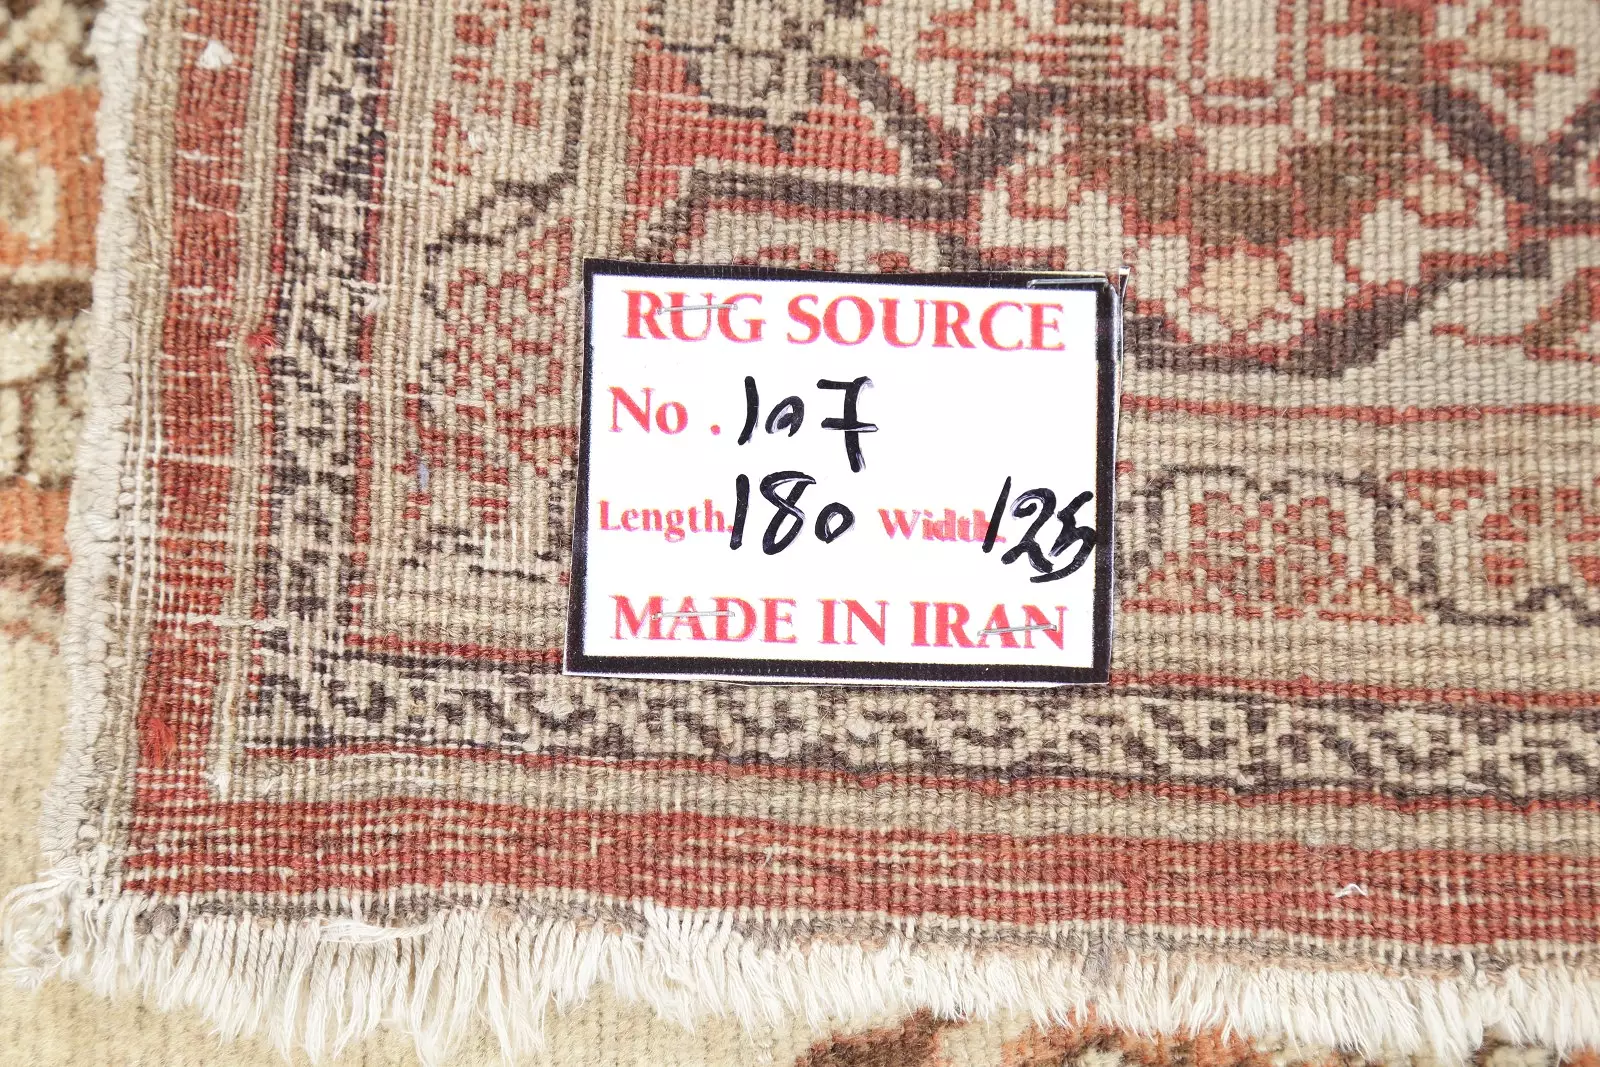 RUG SOURCE
No. 107
Length. 180 Width. 125
MADE IN IRAN